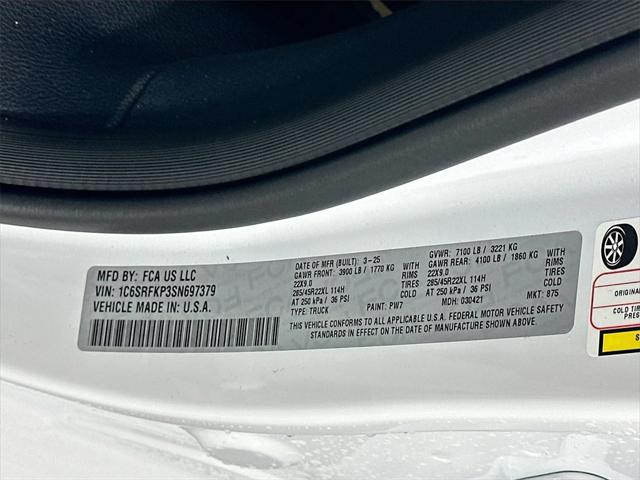 MFD BY: FCA US LLC
VIN: 1C6SRFKP3SN697379
VEHICLE MADE IN: U.S.A.
DATE OF MFR (BUILT): 3-25
GVWR: 7100 LB / 3221 KG
GAWR FRONT: 3900 LB / 1770 KG WITH
GAWR REAR: 4100 LB / 1860 KG WITH
22X9.0 RIMS
22X9.0 RIMS
285/45R22XL 114H TIRES
285/45R22XL 114H TIRES
AT 250 kPa / 36 PSI COLD
AT 250 kPa / 36 PSI COLD
TYPE: TRUCK PAINT: PW7 MDH: 030421 MKT: 875
THIS VEHICLE CONFORMS TO ALL APPLICABLE U.S.A. FEDERAL MOTOR VEHICLE SAFETY
STANDARDS IN EFFECT ON THE DATE OF MANUFACTURE SHOWN ABOVE.
ORIGINAL
COLD TI
PRES
S